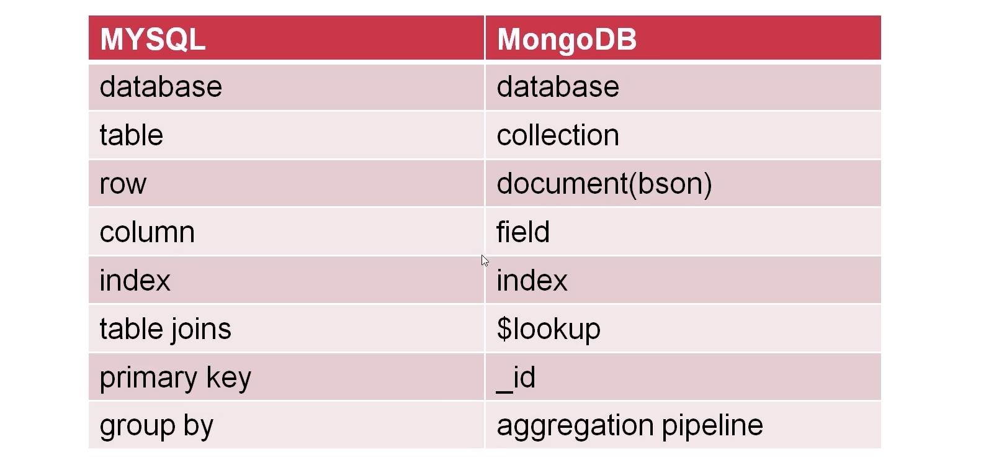 MYSQL MongoDB
database database
table collection
row document(bson)
column field
index index
table joins $lookup
primary key _id
group by aggregation pipeline